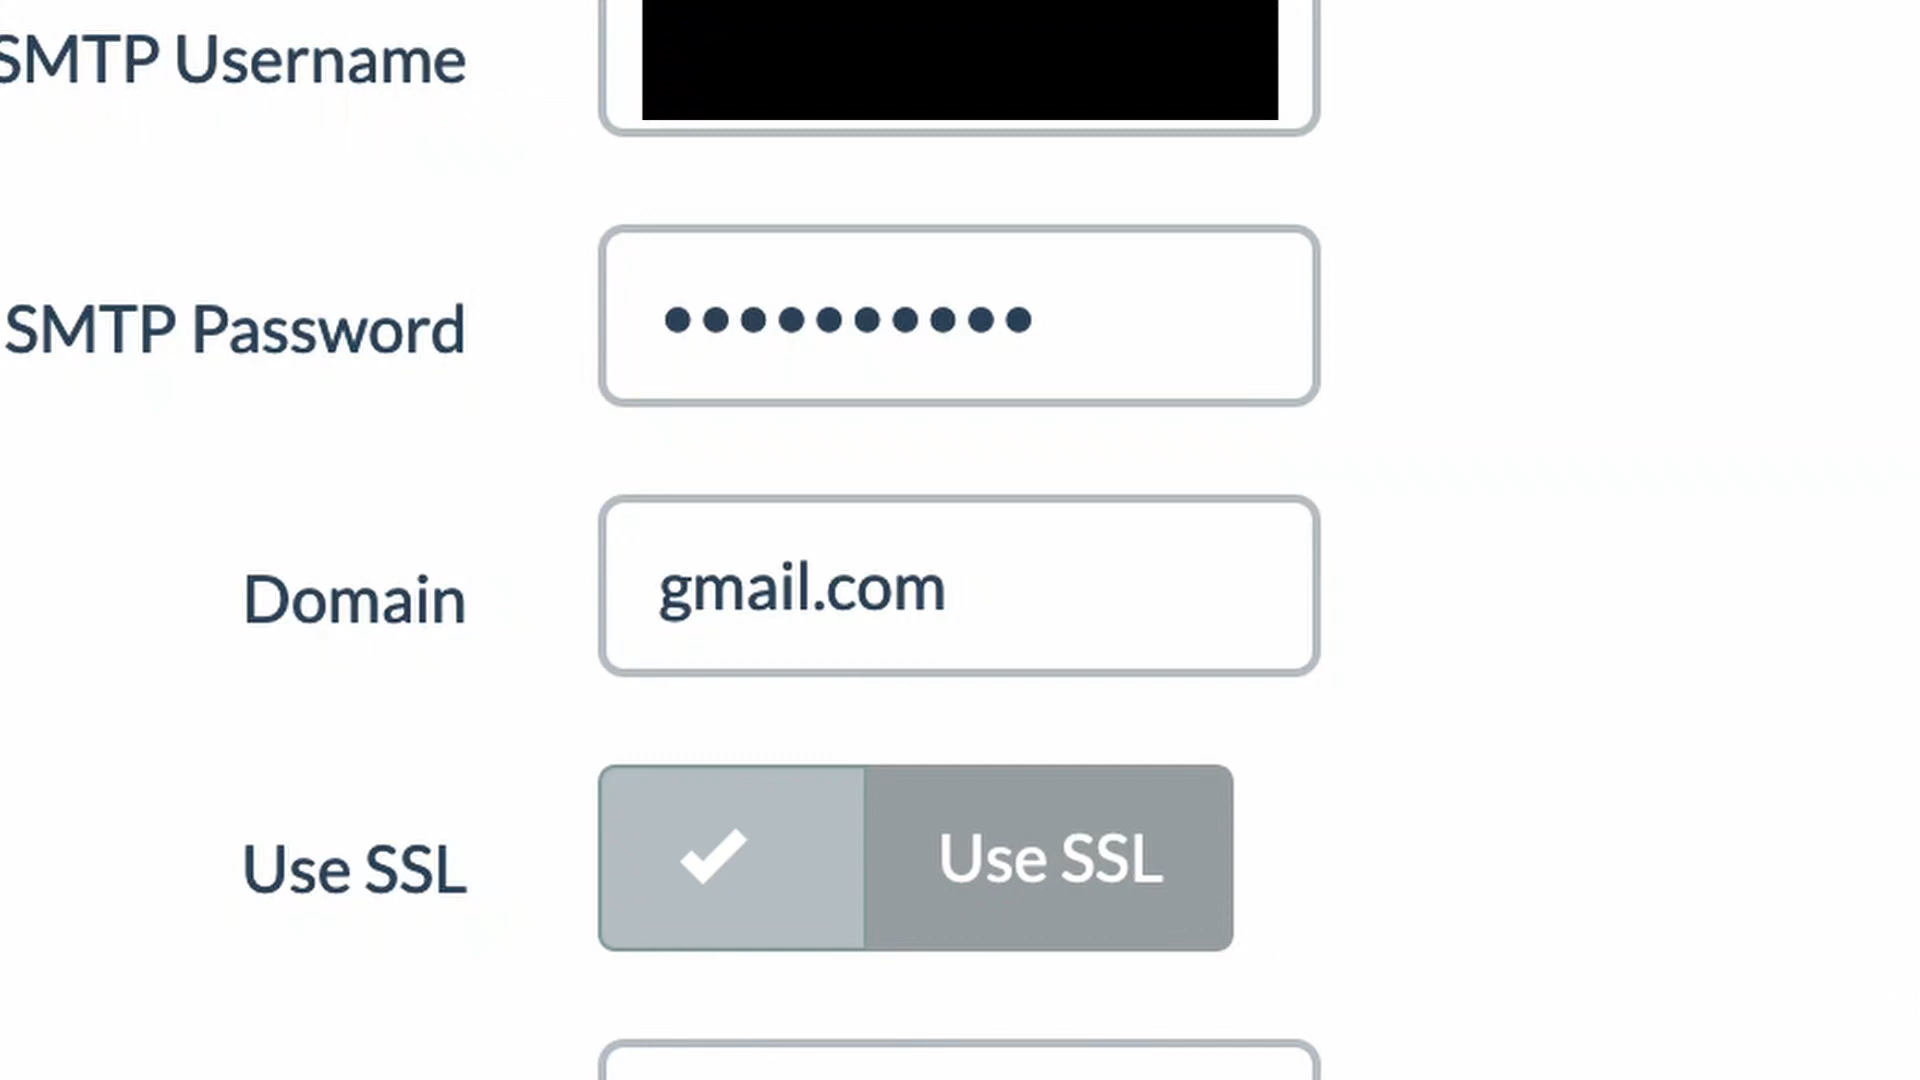 SMTP Username
SMTP Password
••••••••••
Domain
gmail.com
Use SSL
Use SSL